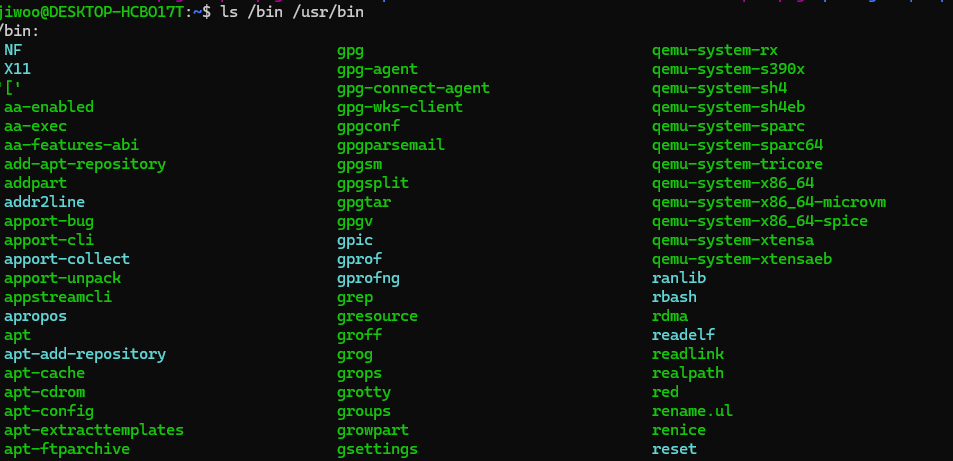 jiwoo@DESKTOP-HCBO17T:~$ ls /bin /usr/bin
/bin:
NF gpg qemu-system-rx
X11 gpg-agent qemu-system-s390x
'[' gpg-connect-agent qemu-system-sh4
aa-enabled gpg-wks-client qemu-system-sh4eb
aa-exec gpgconf qemu-system-sparc
aa-features-abi gpgparsemail qemu-system-sparc64
add-apt-repository gpgsm qemu-system-tricore
addpart gpgsplit qemu-system-x86_64
addr2line gpgtar qemu-system-x86_64-microvm
apport-bug gpgv qemu-system-x86_64-spice
apport-cli gpic qemu-system-xtensa
apport-collect gprof qemu-system-xtensaeb
apport-unpack gprofng ranlib
appstreamcli grep rbash
apropos gresource rdma
apt groff readelf
apt-add-repository grog readlink
apt-cache grops realpath
apt-cdrom grotty red
apt-config groups rename.ul
apt-extracttemplates growpart renice
apt-ftparchive gsettings reset